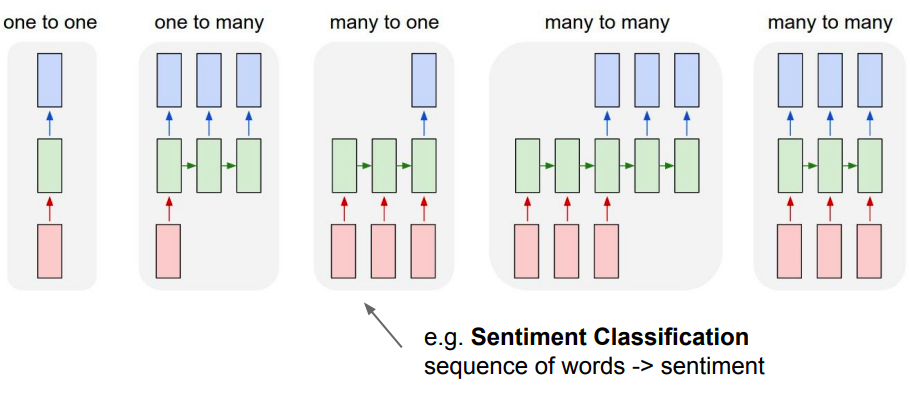 one to one
one to many
many to one
many to many
many to many
e.g. Sentiment Classification
sequence of words -> sentiment